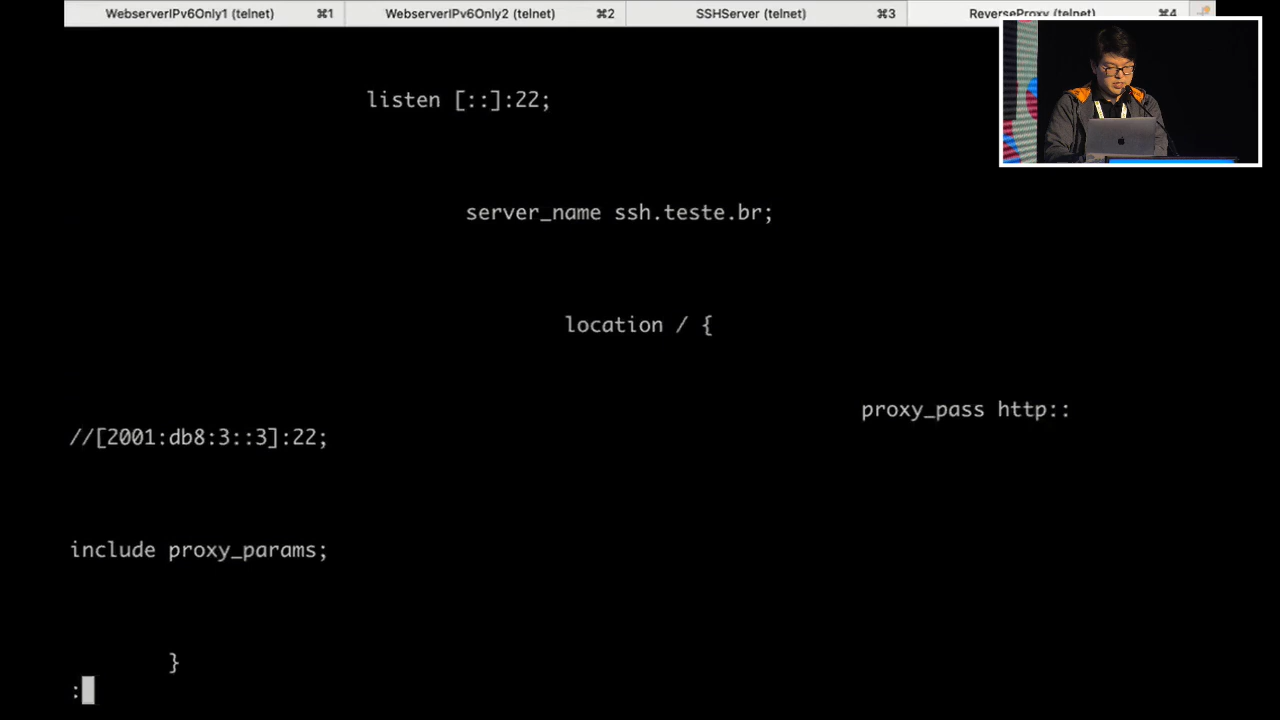 WebserverIPv6Only1 (telnet) ⌘1 WebserverIPv6Only2 (telnet) ⌘2 SSHServer (telnet) ⌘3 ReverseProxy (telnet) ⌘4
listen [::]:22;
server_name ssh.teste.br;
location / {
proxy_pass http::
//[2001:db8:3::3]:22;
include proxy_params;
}
: